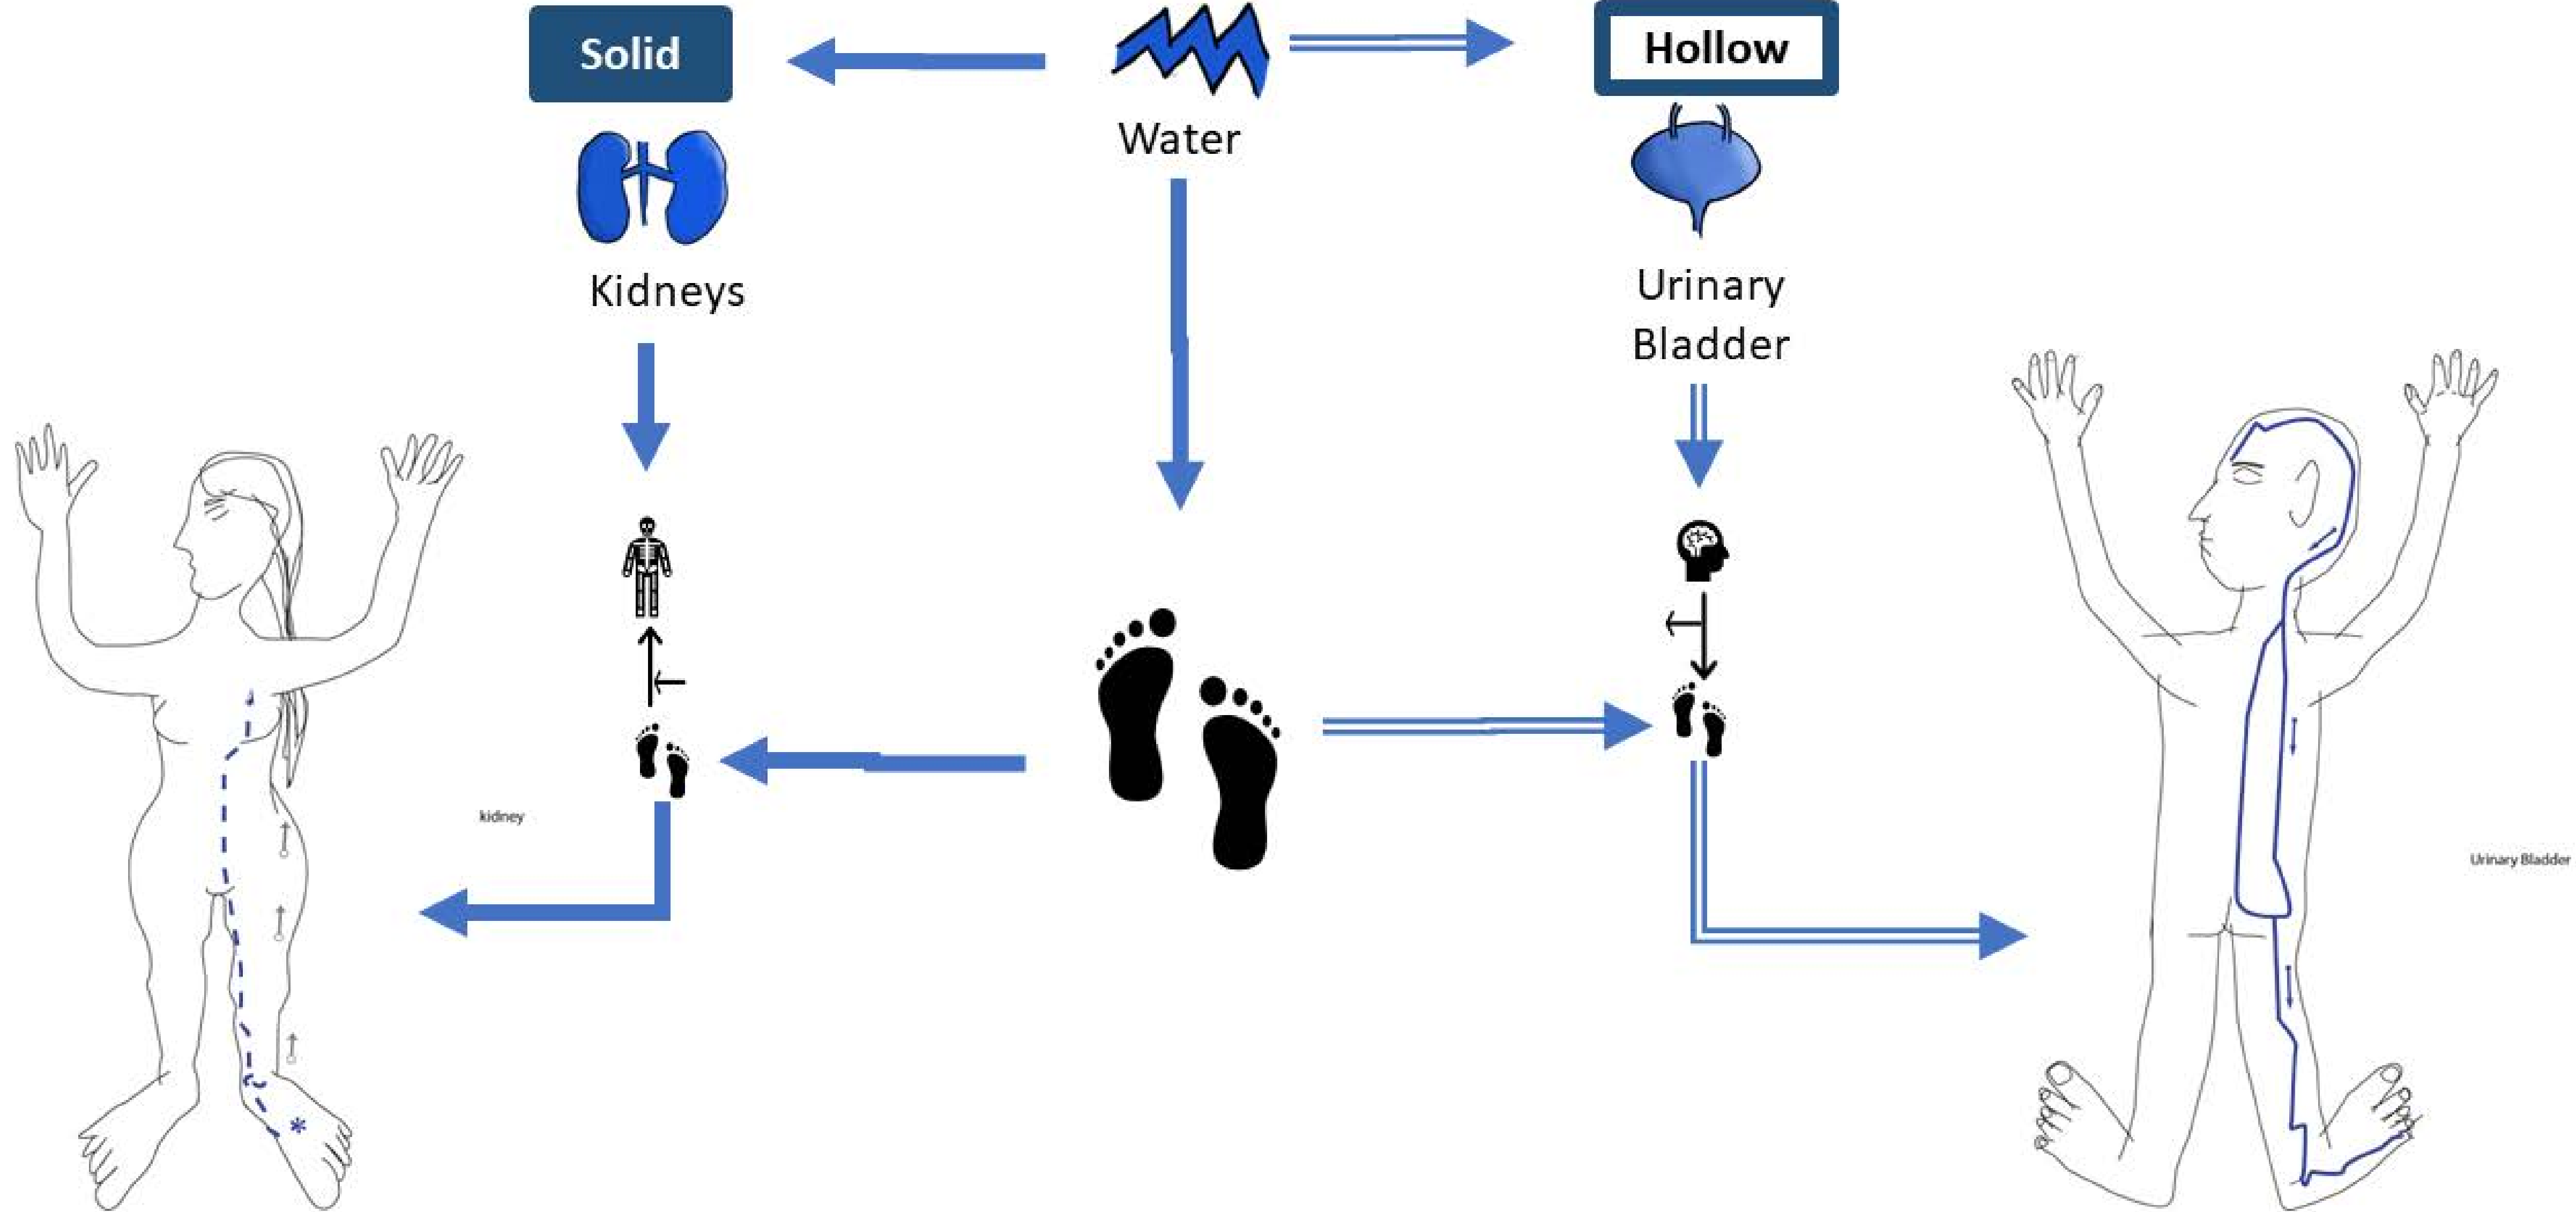 Solid
Hollow
Water
Kidneys
Urinary
Bladder
kidney
Urinary Bladder
*